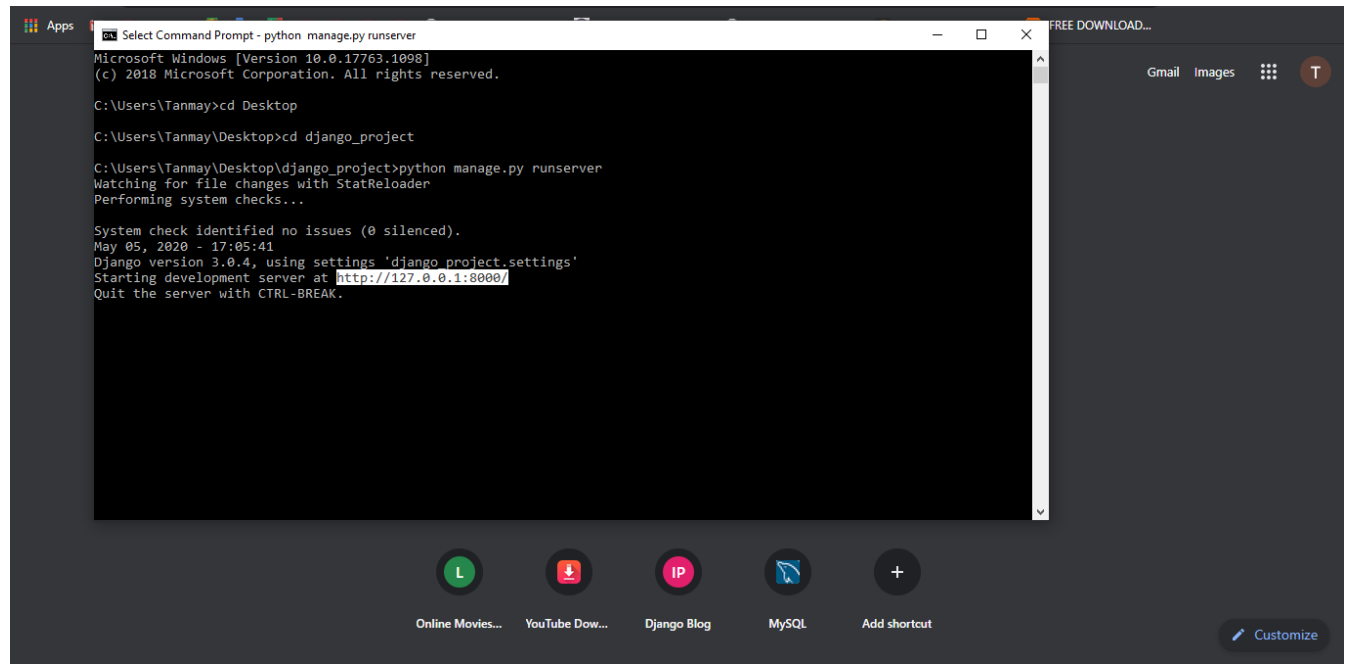 Apps
FREE DOWNLOAD...
Select Command Prompt - python manage.py runserver
Microsoft Windows [Version 10.0.17763.1098]
(c) 2018 Microsoft Corporation. All rights reserved.
C:\Users\Tanmay>cd Desktop
C:\Users\Tanmay\Desktop>cd django_project
C:\Users\Tanmay\Desktop\django_project>python manage.py runserver
Watching for file changes with StatReloader
Performing system checks...
System check identified no issues (0 silenced).
May 05, 2020 - 17:05:41
Django version 3.0.4, using settings 'django_project.settings'
Starting development server at http://127.0.0.1:8000/
Quit the server with CTRL-BREAK.
Gmail Images T
L IP
Online Movies... YouTube Dow... Django Blog MySQL Add shortcut
Customize